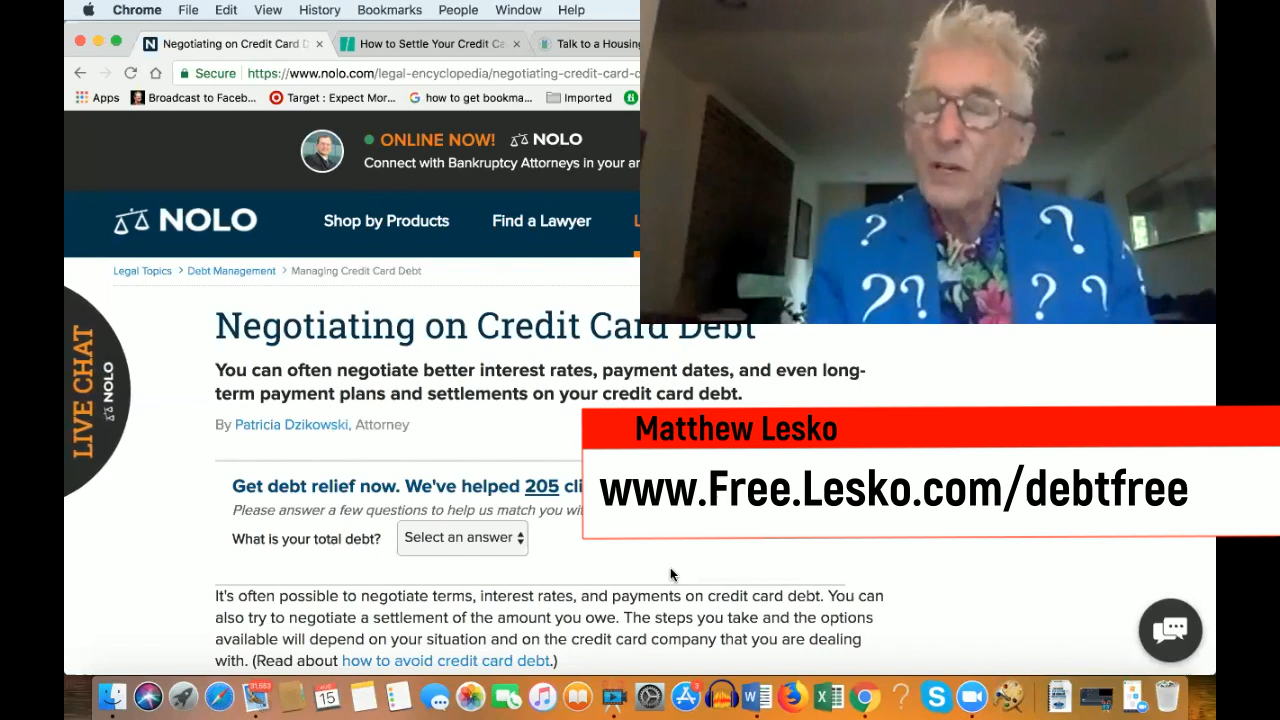 Chrome File Edit View History Bookmarks People Window Help
Negotiating on Credit Card D × How to Settle Your Credit Ca × Talk to a Housing
Secure https://www.nolo.com/legal-encyclopedia/negotiating-credit-card-d
Apps Broadcast to Faceb... Target : Expect Mor... how to get bookma... Imported
ONLINE NOW! NOLO
Connect with Bankruptcy Attorneys in your ar
NOLO Shop by Products Find a Lawyer L
Legal Topics > Debt Management > Managing Credit Card Debt
LIVE CHAT NOLO
Negotiating on Credit Card Debt
You can often negotiate better interest rates, payment dates, and even long-
term payment plans and settlements on your credit card debt.
By Patricia Dzikowski, Attorney
? ? ? ? ? ?
Matthew Lesko
www.Free.Lesko.com/debtfree
Get debt relief now. We've helped 205 cli
Please answer a few questions to help us match you wi
What is your total debt? Select an answer
It's often possible to negotiate terms, interest rates, and payments on credit card debt. You can
also try to negotiate a settlement of the amount you owe. The steps you take and the options
available will depend on your situation and on the credit card company that you are dealing
with. (Read about how to avoid credit card debt.)
31,563 AUG 15 3